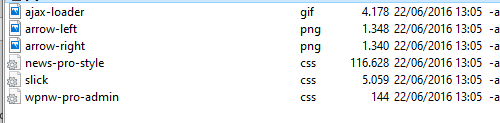 ajax-loader gif 4.178 22/06/2016 13:05 -a
arrow-left png 1.348 22/06/2016 13:05 -a
arrow-right png 1.340 22/06/2016 13:05 -a
news-pro-style css 116.628 22/06/2016 13:05 -a
slick css 5.059 22/06/2016 13:05 -a
wpnw-pro-admin css 144 22/06/2016 13:05 -a